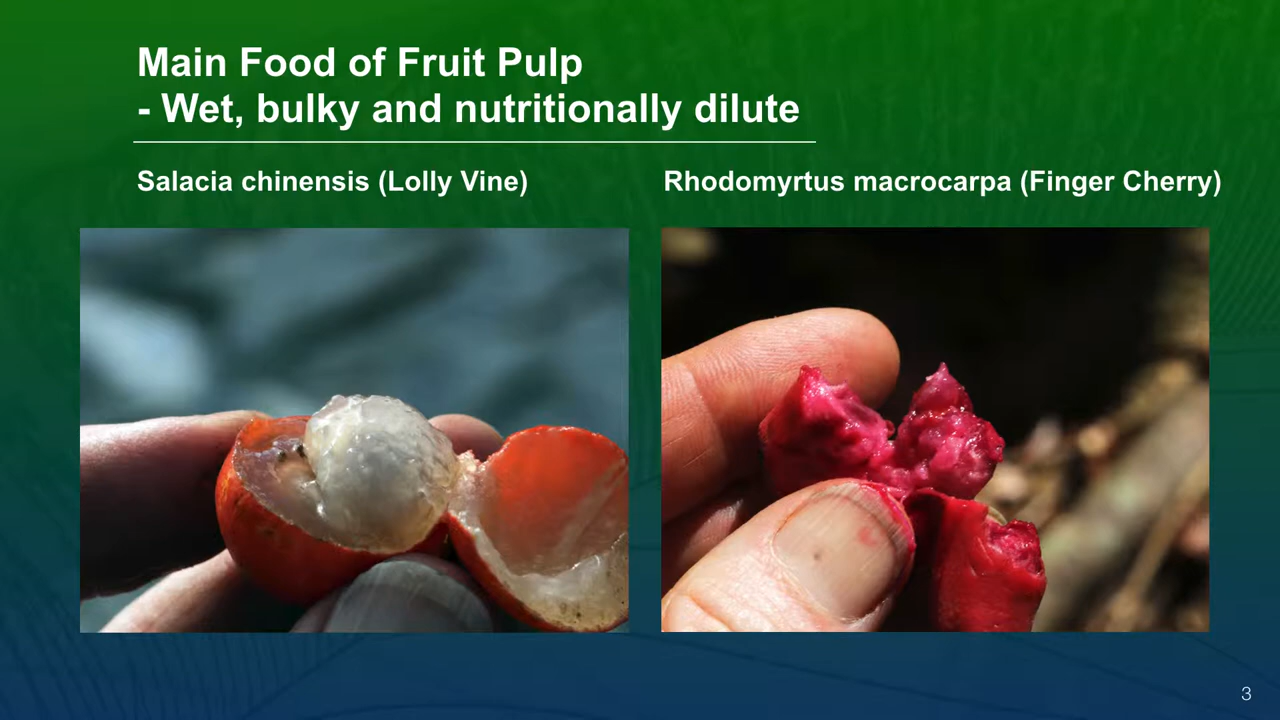 Main Food of Fruit Pulp
- Wet, bulky and nutritionally dilute
Salacia chinensis (Lolly Vine)
Rhodomyrtus macrocarpa (Finger Cherry)
3